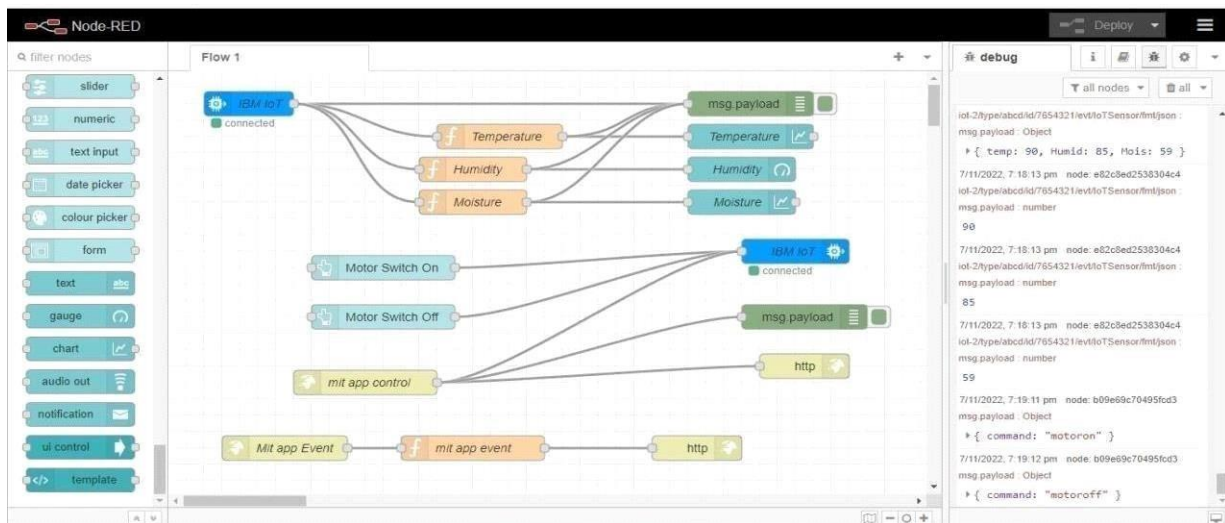 Node-RED
Deploy
filter nodes
slider
numeric
text input
date picker
colour picker
form
text
gauge
chart
audio out
notification
ui control
template
123
abc
abc
abc
</>
Flow 1
IBM IoT
connected
msg.payload
Temperature
Temperature
Humidity
Humidity
Moisture
Moisture
Motor Switch On
IBM IoT
connected
Motor Switch Off
msg.payload
mit app control
http
Mit app Event
mit app event
http
debug
i
all nodes
all
iot-2/type/abcd/id/7654321/evt/IoTSensor/fmt/json :
msg.payload : Object
{ temp: 90, Humid: 85, Mois: 59 }
7/11/2022, 7:18:13 pm node: e82c8ed2538304c4
iot-2/type/abcd/id/7654321/evt/IoTSensor/fmt/json :
msg.payload : number
90
7/11/2022, 7:18:13 pm node: e82c8ed2538304c4
iot-2/type/abcd/id/7654321/evt/IoTSensor/fmt/json :
msg.payload : number
85
7/11/2022, 7:18:13 pm node: e82c8ed2538304c4
iot-2/type/abcd/id/7654321/evt/IoTSensor/fmt/json :
msg.payload : number
59
7/11/2022, 7:19:11 pm node: b09e69c70495fcd3
msg.payload : Object
{ command: "motoron" }
7/11/2022, 7:19:12 pm node: b09e69c70495fcd3
msg.payload : Object
{ command: "motoroff" }